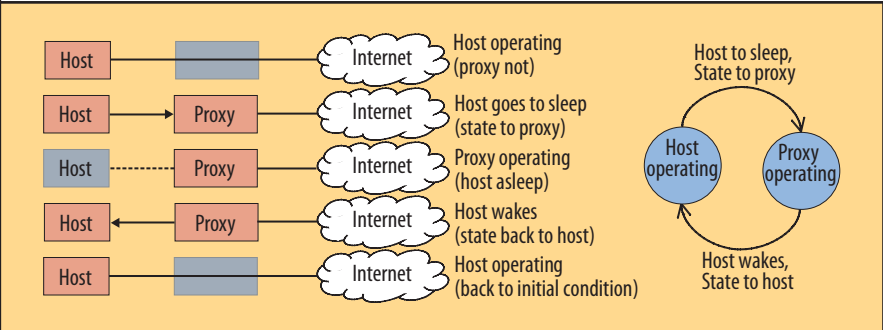 Host
Internet
Host operating
(proxy not)
Host
Proxy
Internet
Host goes to sleep
(state to proxy)
Host
Proxy
Internet
Proxy operating
(host asleep)
Host
Proxy
Internet
Host wakes
(state back to host)
Host
Internet
Host operating
(back to initial condition)
Host to sleep,
State to proxy
Host
operating
Proxy
operating
Host wakes,
State to host